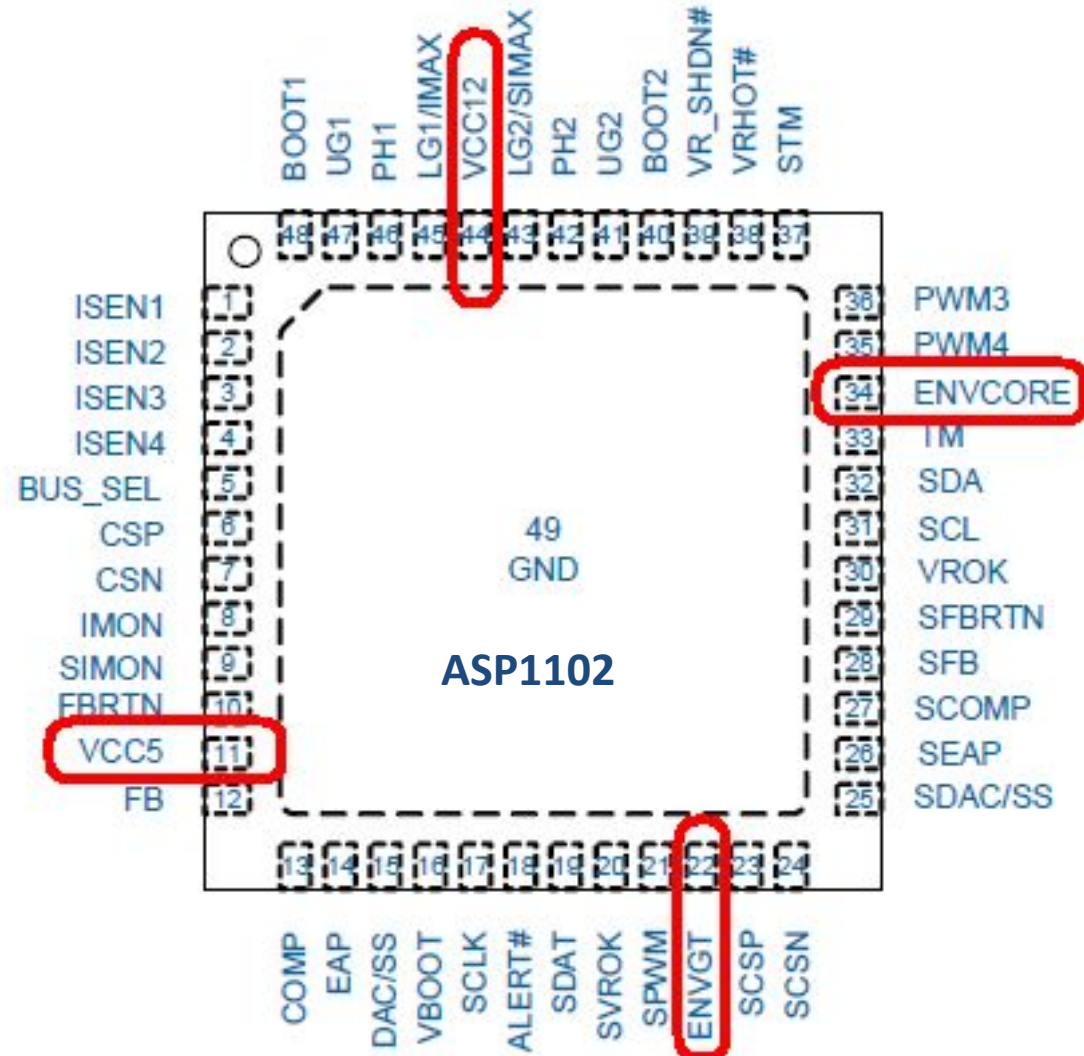 BOOT1
UG1
PH1
LG1/IMAX
VCC12
LG2/SIMAX
PH2
UG2
BOOT2
VR_SHDN#
VRHOT#
STM
48 47 46 45 44 43 42 41 40 39 38 37
ISEN1 1
ISEN2 2
ISEN3 3
ISEN4 4
BUS_SEL 5
CSP 6
CSN 7
IMON 8
SIMON 9
FBRTN 10
VCC5 11
FB 12
49
GND
ASP1102
36 PWM3
35 PWM4
34 ENVCORE
33 TM
32 SDA
31 SCL
30 VROK
29 SFBRTN
28 SFB
27 SCOMP
26 SEAP
25 SDAC/SS
13 14 15 16 17 18 19 20 21 22 23 24
COMP
EAP
DAC/SS
VBOOT
SCLK
ALERT#
SDAT
SVROK
SPWM
ENVGT
SCSP
SCSN